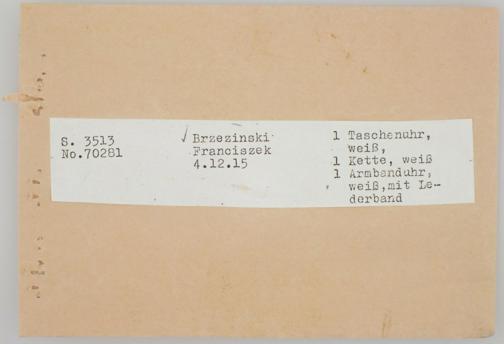 S. 3513
No.70281
Brzezinski
Franciszek
4.12.15
1 Taschenuhr,
weiß,
1 Kette, weiß
1 Armbanduhr,
weiß,mit Le-
derband